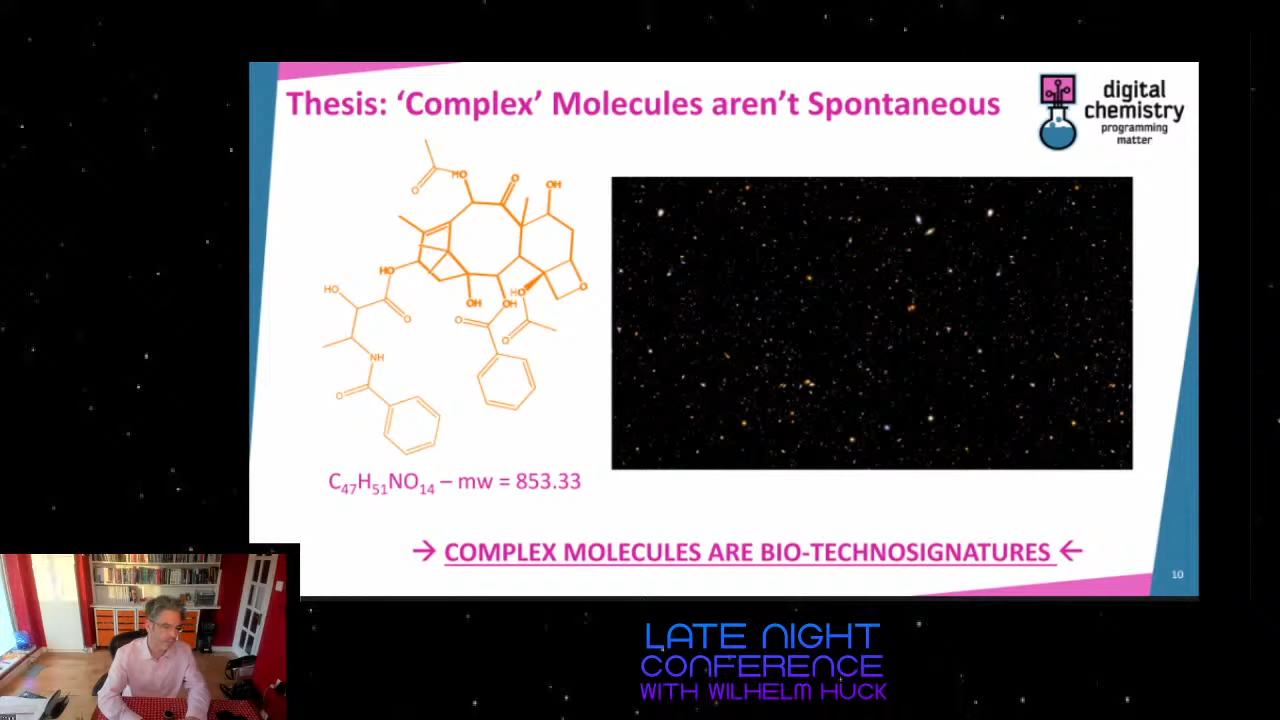 Thesis: ‘Complex’ Molecules aren’t Spontaneous
digital
chemistry
programming
matter
HO
O
O
OH
O
HO
HO
O
OH
OH
HO
O
O
O
NH
O
C₄₇H₅₁NO₁₄ – mw = 853.33
→ COMPLEX MOLECULES ARE BIO-TECHNOSIGNATURES ←
10
LATE NIGHT
CONFERENCE
WITH WILHELM HUCK